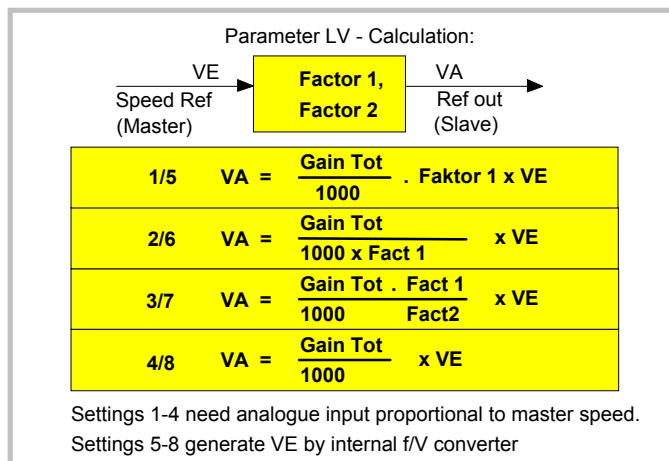 Parameter LV - Calculation:
VE
Factor 1,
VA
Speed Ref
Factor 2
Ref out
(Master)
(Slave)
1/5 VA = Gain Tot
1000 . Faktor 1 x VE
2/6 VA = Gain Tot
1000 x Fact 1 x VE
3/7 VA = Gain Tot . Fact 1
1000 Fact2 x VE
4/8 VA = Gain Tot
1000 x VE
Settings 1-4 need analogue input proportional to master speed.
Settings 5-8 generate VE by internal f/V converter